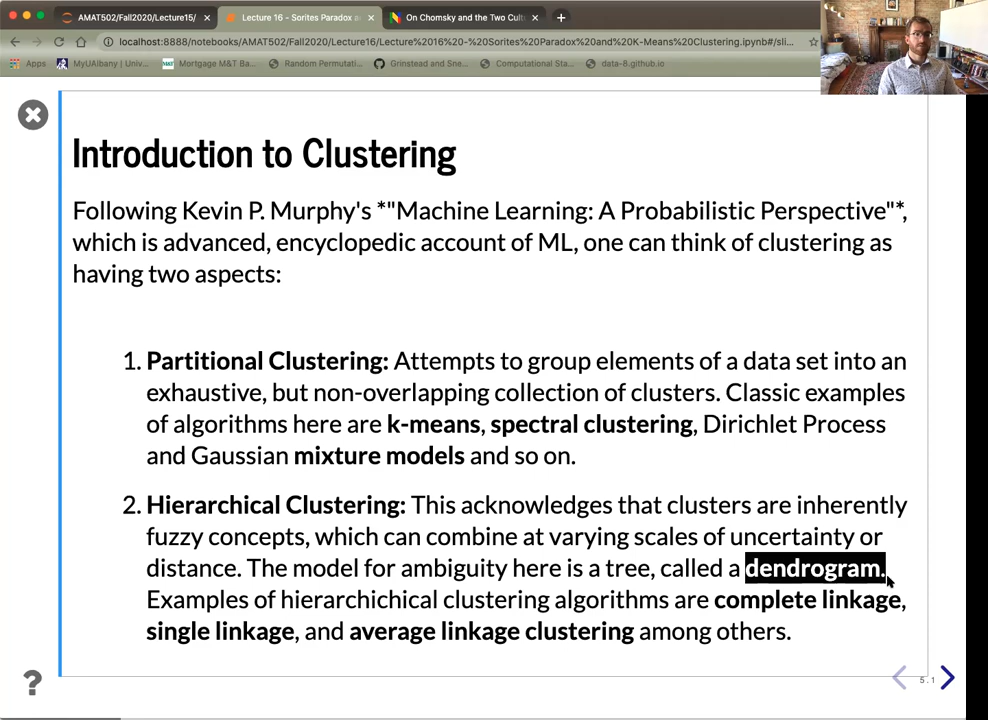 AMAT502/Fall2020/Lecture15/
Lecture 16 - Sorites Paradox a
On Chomsky and the Two Cult
localhost:8888/notebooks/AMAT502/Fall2020/Lecture16/Lecture%2016%20-%20Sorites%20Paradox%20and%20K-Means%20Clustering.ipynb#/sli...
Apps
MyUAlbany | Univ...
Mortgage M&T Ba...
Random Permutati...
Grinstead and Sne...
Computational Sta...
data-8.github.io
Introduction to Clustering
Following Kevin P. Murphy's *"Machine Learning: A Probabilistic Perspective"*,
which is advanced, encyclopedic account of ML, one can think of clustering as
having two aspects:
1. Partitional Clustering: Attempts to group elements of a data set into an
exhaustive, but non-overlapping collection of clusters. Classic examples
of algorithms here are k-means, spectral clustering, Dirichlet Process
and Gaussian mixture models and so on.
2. Hierarchical Clustering: This acknowledges that clusters are inherently
fuzzy concepts, which can combine at varying scales of uncertainty or
distance. The model for ambiguity here is a tree, called a dendrogram.
Examples of hierarchichical clustering algorithms are complete linkage,
single linkage, and average linkage clustering among others.
?
5.1